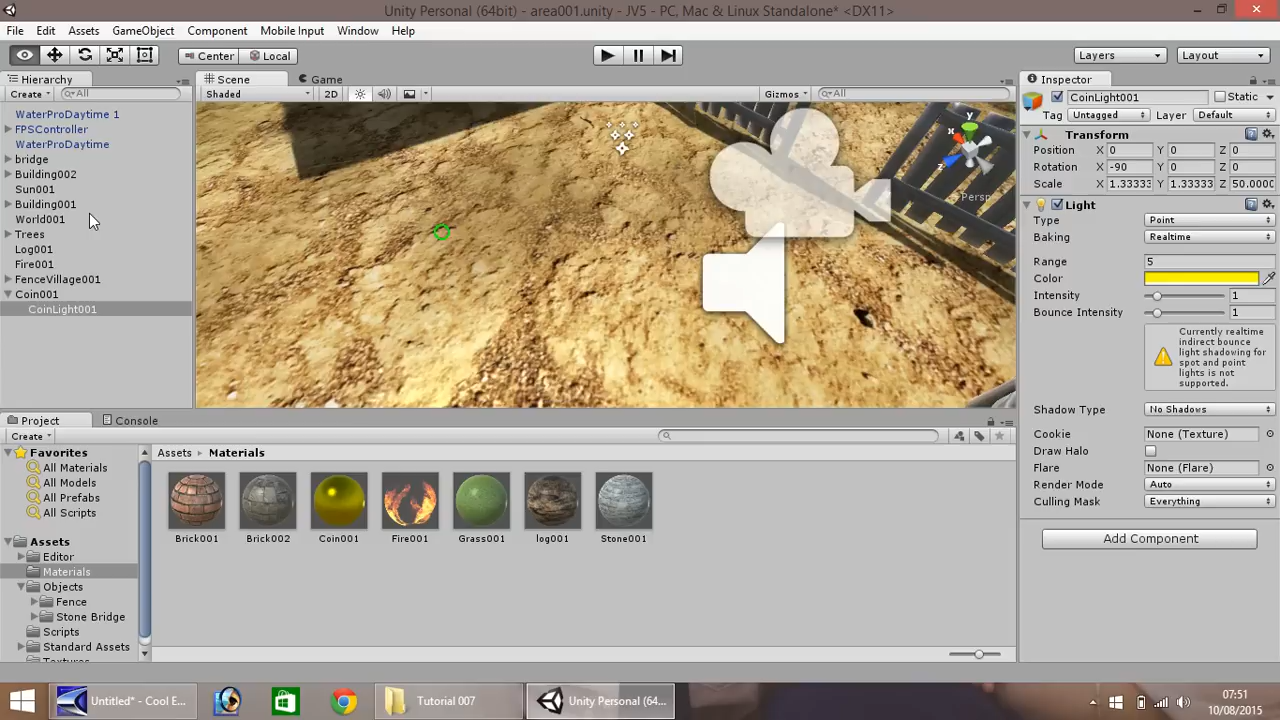 Unity Personal (64bit) - area001.unity - JV5 - PC, Mac & Linux Standalone* <DX11>
File Edit Assets GameObject Component Mobile Input Window Help
Center Local Layers Layout
Hierarchy Scene Game Inspector
Create All Shaded 2D Gizmos All
CoinLight001 Static
Tag Untagged Layer Default
WaterProDaytime 1
FPSController
WaterProDaytime
bridge
Building002
Sun001
Building001
World001
Trees
Log001
Fire001
FenceVillage001
Coin001
CoinLight001
y
x
z
Persp
Transform
Position X 0 Y 0 Z 0
Rotation X -90 Y 0 Z 0
Scale X 1.33333 Y 1.33333 Z 50.0000
Light
Type Point
Baking Realtime
Range 5
Color
Intensity 1
Bounce Intensity 1
Currently realtime
indirect bounce
light shadowing for
spot and point
lights is not
supported.
Shadow Type No Shadows
Cookie None (Texture)
Draw Halo
Flare None (Flare)
Render Mode Auto
Culling Mask Everything
Add Component
Project Console
Create
Favorites
All Materials
All Models
All Prefabs
All Scripts
Assets
Editor
Materials
Objects
Fence
Stone Bridge
Scripts
Standard Assets
Textures
Assets Materials
Brick001 Brick002 Coin001 Fire001 Grass001 log001 Stone001
Untitled* - Cool E... Tutorial 007 Unity Personal (64...
07:51
10/08/2015